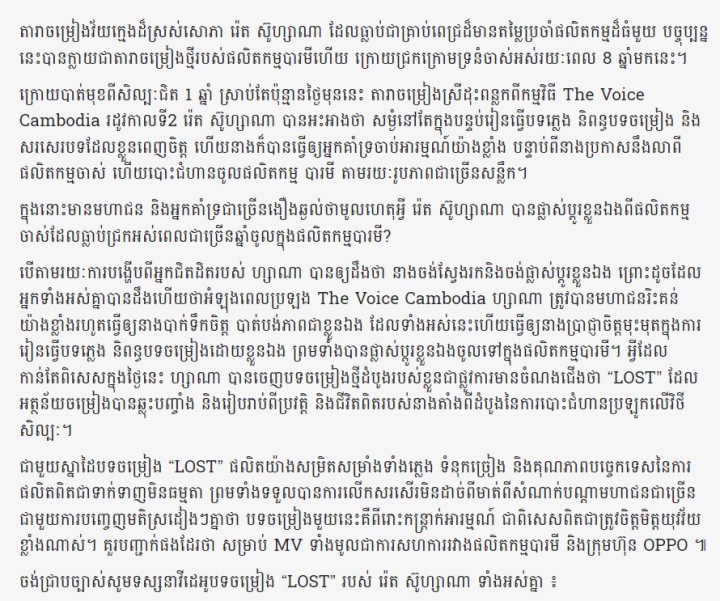 តារាចម្រៀងវ័យក្មេងដ៏ស្រស់សោភា រ៉េត ស៊ូហ្សាណា ដែលធ្លាប់ជាគ្រាប់ពេជ្រដ៏មានតម្លៃប្រចាំផលិតកម្មដ៏ធំមួយ បច្ចុប្បន្ន
នេះបានក្លាយជាតារាចម្រៀងថ្មីរបស់ផលិតកម្មបារមីហើយ ក្រោយជ្រកក្រោមទ្រនំចាស់អស់រយៈពេល 8 ឆ្នាំមកនេះ។
ក្រោយបាត់មុខពីសិល្បៈជិត 1 ឆ្នាំ ស្រាប់តែប៉ុន្មានថ្ងៃមុននេះ តារាចម្រៀងស្រីដុះពន្លកពីកម្មវិធី The Voice
Cambodia រដូវកាលទី2 រ៉េត ស៊ូហ្សាណា បានអះអាងថា សម្ងំនៅតែក្នុងបន្ទប់រៀនធ្វើបទភ្លេង និពន្ធបទចម្រៀង និង
សរសេរបទដែលខ្លួនពេញចិត្ត ហើយនាងក៏បានធ្វើឲ្យអ្នកគាំទ្រចាប់អារម្មណ៍យ៉ាងខ្លាំង បន្ទាប់ពីនាងប្រកាសនឹងលាពី
ផលិតកម្មចាស់ ហើយបោះជំហានចូលផលិតកម្ម បារមី តាមរយៈរូបភាពជាច្រើនសន្លឹក។
ក្នុងនោះមានមហាជន និងអ្នកគាំទ្រជាច្រើនងឿងឆ្ងល់ថាមូលហេតុអ្វី រ៉េត ស៊ូហ្សាណា បានផ្លាស់ប្តូរខ្លួនឯងពីផលិតកម្ម
ចាស់ដែលធ្លាប់ជ្រកអស់ពេលជាច្រើនឆ្នាំចូលក្នុងផលិតកម្មបារមី?
បើតាមរយៈការបង្ហើបពីអ្នកជិតដិតរបស់ ហ្សាណា បានឲ្យដឹងថា នាងចង់ស្វែងរកនិងចង់ផ្លាស់ប្តូរខ្លួនឯង ព្រោះដូចដែល
អ្នកទាំងអស់គ្នាបានដឹងហើយថាអំឡុងពេលប្រឡង The Voice Cambodia ហ្សាណា ត្រូវបានមហាជនរិះគន់
យ៉ាងខ្លាំងរហូតធ្វើឲ្យនាងបាក់ទឹកចិត្ត បាត់បង់ភាពជាខ្លួនឯង ដែលទាំងអស់នេះហើយធ្វើឲ្យនាងប្រាជ្ញាចិត្តមុះមុតក្នុងការ
រៀនធ្វើបទភ្លេង និពន្ធបទចម្រៀងដោយខ្លួនឯង ព្រមទាំងបានផ្លាស់ប្តូរខ្លួនឯងចូលទៅក្នុងផលិតកម្មបារមី។ អ្វីដែល
កាន់តែពិសេសក្នុងថ្ងៃនេះ ហ្សាណា បានចេញបទចម្រៀងថ្មីដំបូងរបស់ខ្លួនជាផ្លូវការមានចំណងជើងថា “LOST” ដែល
អត្ថន័យចម្រៀងបានឆ្លុះបញ្ចាំង និងរៀបរាប់ពីប្រវត្តិ និងជីវិតពិតរបស់នាងតាំងពីដំបូងនៃការបោះជំហានប្រឡូកលើវិថី
សិល្បៈ។
ជាមួយស្នាដៃបទចម្រៀង “LOST” ផលិតយ៉ាងសម្រិតសម្រាំងទាំងភ្លេង ទំនុកច្រៀង និងគុណភាពបច្ចេកទេសនៃការ
ផលិតពិតជាទាក់ទាញមិនធម្មតា ព្រមទាំងទទួលបានការលើកសរសើរមិនដាច់ពីមាត់ពីសំណាក់បណ្តាមហាជនជាច្រើន
ជាមួយការបញ្ចេញមតិស្រដៀងៗគ្នាថា បទចម្រៀងមួយនេះគឺពីរោះកន្ត្រាក់អារម្មណ៍ ជាពិសេសពិតជាត្រូវចិត្តមិត្តយុវវ័យ
ខ្លាំងណាស់។ គួរបញ្ជាក់ផងដែរថា សម្រាប់ MV ទាំងមូលជាការសហការរវាងផលិតកម្មបារមី និងក្រុមហ៊ុន OPPO ៕
ចង់ជ្រាបច្បាស់សូមទស្សនាវីដេអូបទចម្រៀង “LOST” របស់ រ៉េត ស៊ូហ្សាណា ទាំងអស់គ្នា ៖